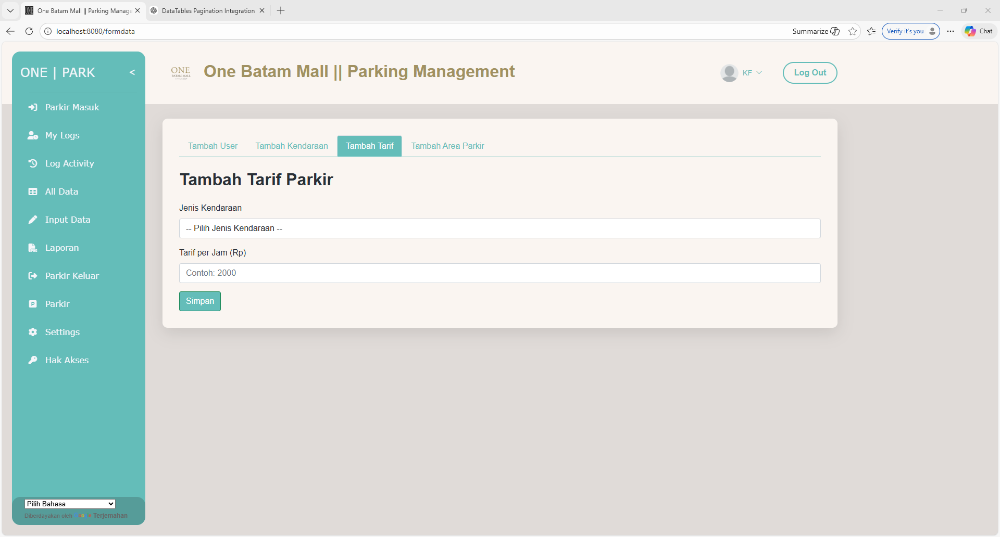 One Batam Mall || Parking Manage
DataTables Pagination Integration
localhost:8080/formdata
Summarize
Verify it's you
Chat
ONE | PARK
<
ONE
BATAM MALL
One Batam Mall || Parking Management
KF
Log Out
Parkir Masuk
My Logs
Log Activity
All Data
Input Data
Laporan
Parkir Keluar
Parkir
Settings
Hak Akses
Tambah User
Tambah Kendaraan
Tambah Tarif
Tambah Area Parkir
Tambah Tarif Parkir
Jenis Kendaraan
-- Pilih Jenis Kendaraan --
Tarif per Jam (Rp)
Contoh: 2000
Simpan
Pilih Bahasa
Diberdayakan oleh Google Terjemahan